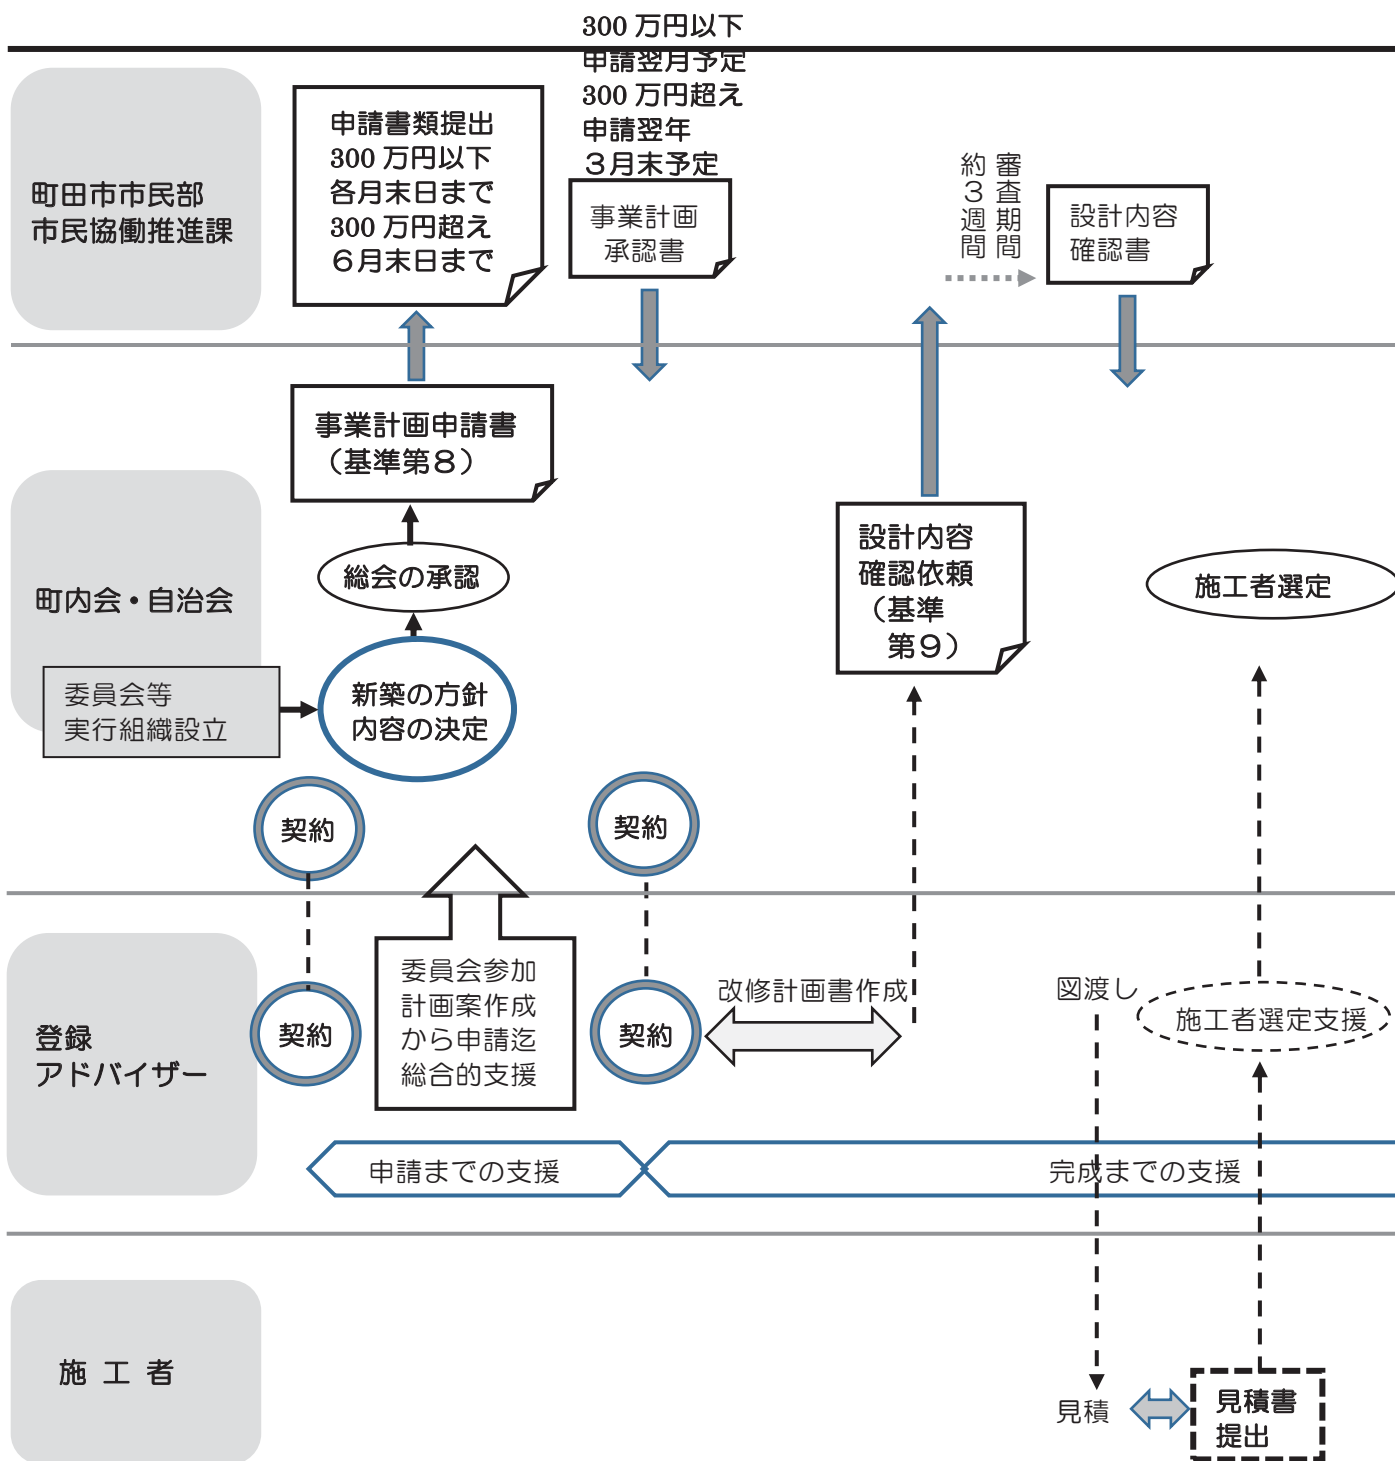 300 万円以下
申請翌月予定
300 万円超え
申請翌年
３月末予定
町田市市民部
市民協働推進課
申請書類提出
300 万円以下
各月末日まで
300 万円超え
６月末日まで
事業計画
承認書
審査期間
約３週間
設計内容
確認書
町内会・自治会
事業計画申請書
（基準第８）
総会の承認
委員会等
実行組織設立
新築の方針
内容の決定
設計内容
確認依頼
（基準
第９）
施工者選定
契約
契約
登録
アドバイザー
契約
委員会参加
計画案作成
から申請迄
総合的支援
契約
改修計画書作成
図渡し
施工者選定支援
申請までの支援
完成までの支援
施 工 者
見積
見積書
提出